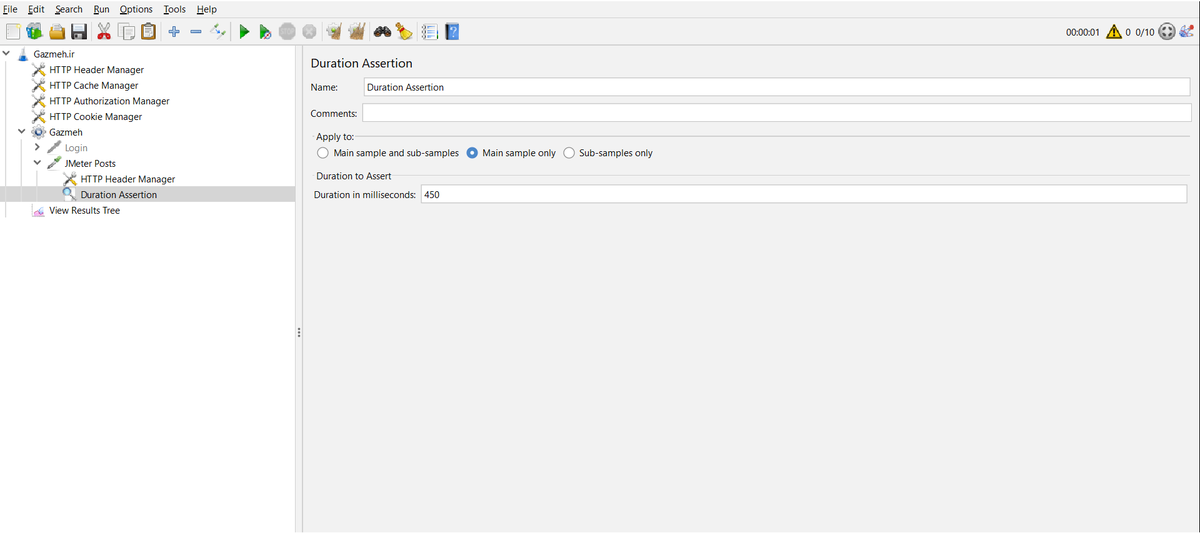 File Edit Search Run Options Tools Help
00:00:01 0 0/10
Gazmeh.ir
HTTP Header Manager
HTTP Cache Manager
HTTP Authorization Manager
HTTP Cookie Manager
Gazmeh
Login
JMeter Posts
HTTP Header Manager
Duration Assertion
View Results Tree
Duration Assertion
Name: Duration Assertion
Comments:
Apply to:
Main sample and sub-samples Main sample only Sub-samples only
Duration to Assert
Duration in milliseconds: 450